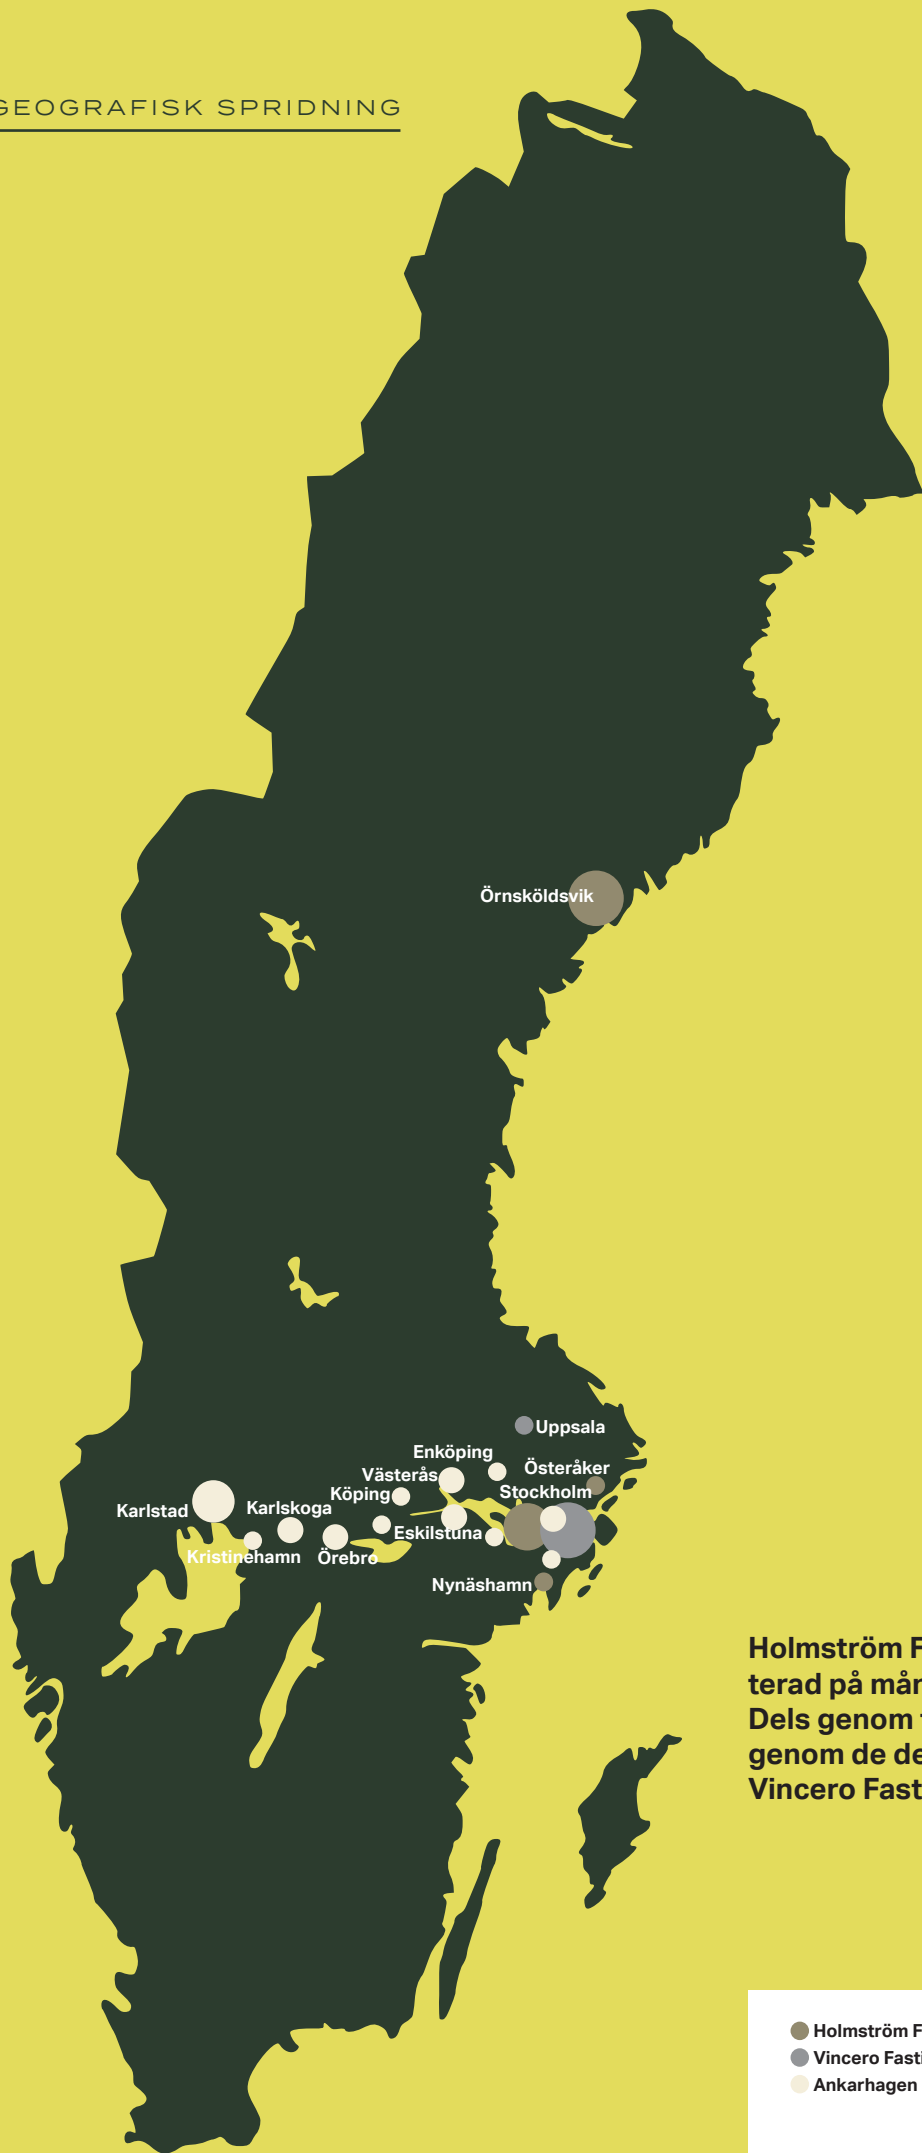 GEOGRAFISK SPRIDNING
Örnsköldsvik
Uppsala
Enköping
Österåker
Västerås
Stockholm
Köping
Karlskoga
Karlstad
Eskilstuna
Kristinehamn
Örebro
Nynäshamn
Holmström F
terad på mån
Dels genom
genom de de
Vincero Fast
Holmström F
Vincero Fasti
Ankarhagen